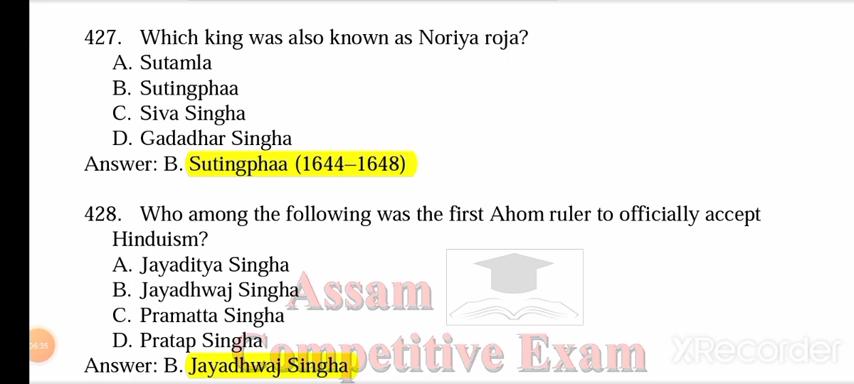 427. Which king was also known as Noriya roja?
A. Sutamla
B. Sutingphaa
C. Siva Singha
D. Gadadhar Singha
Answer: B. Sutingphaa (1644–1648)
428. Who among the following was the first Ahom ruler to officially accept
Hinduism?
A. Jayaditya Singha
B. Jayadhwaj Singha
C. Pramatta Singha
D. Pratap Singha
Answer: B. Jayadhwaj Singha
Assam
Competitive Exam
XRecorder